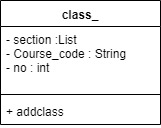 class_
- section :List
- Course_code : String
- no : int
+ addclass